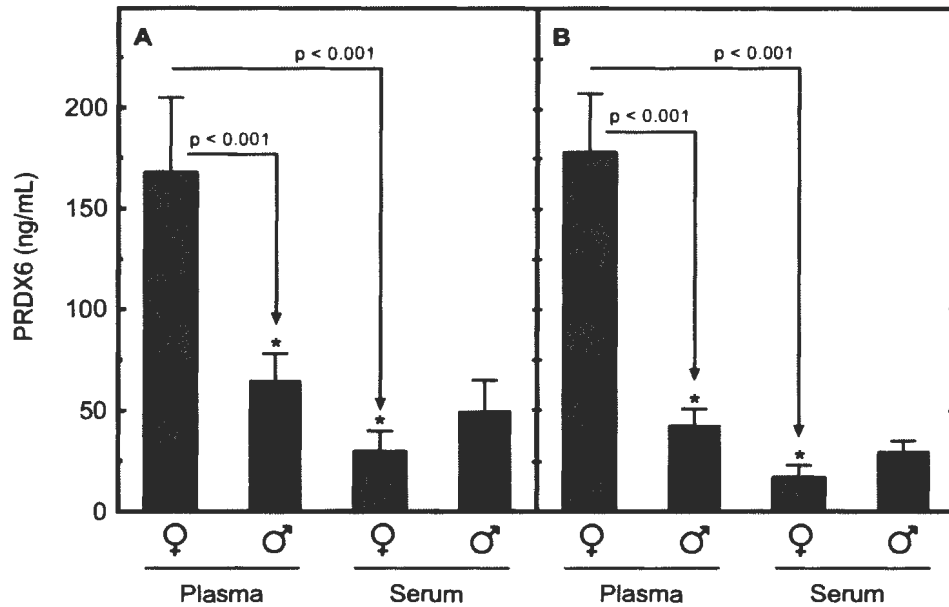 A
B
p < 0.001
p < 0.001
p < 0.001
p < 0.001
200
150
100
50
0
PRDX6 (ng/mL)
*
*
*
*
♀ ♂ ♀ ♂ ♀ ♂ ♀ ♂
Plasma Serum Plasma Serum